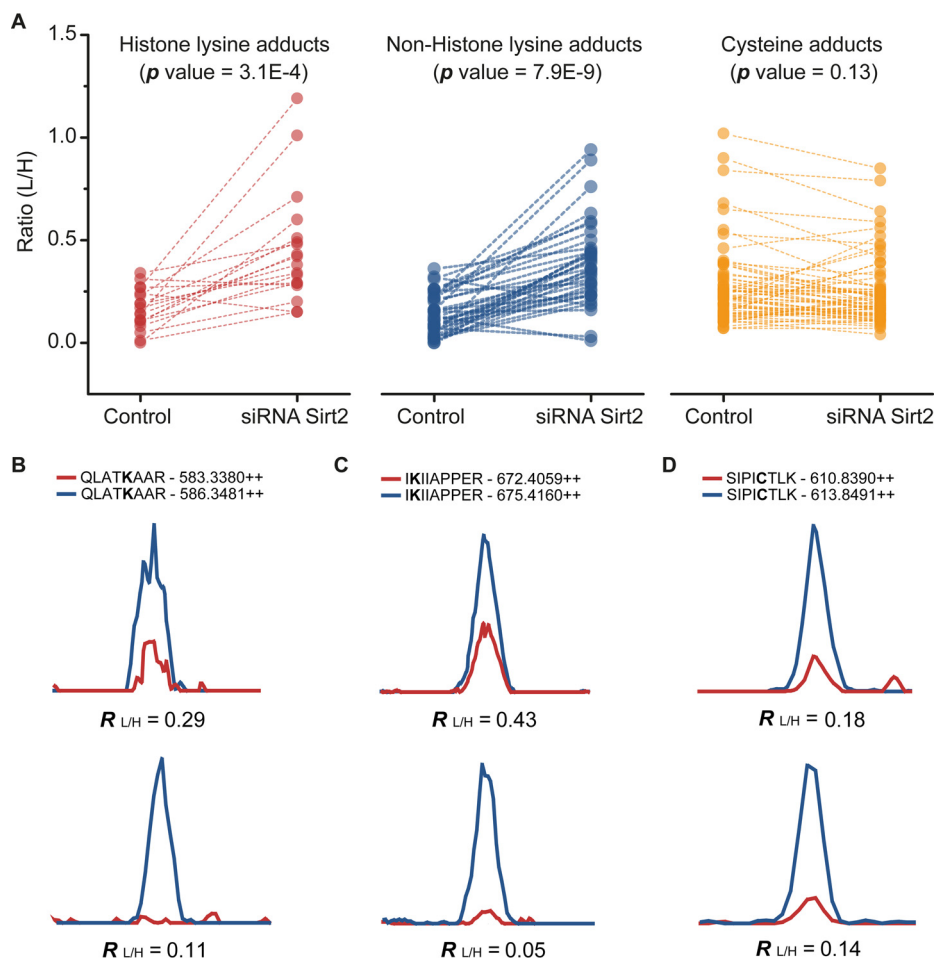 A
1.5
1.0
0.5
0.0
Ratio (L/H)
Histone lysine adducts
(p value = 3.1E-4)
Non-Histone lysine adducts
(p value = 7.9E-9)
Cysteine adducts
(p value = 0.13)
Control
siRNA Sirt2
Control
siRNA Sirt2
Control
siRNA Sirt2
B
QLATKAAR - 583.3380++
QLATKAAR - 586.3481++
R L/H = 0.29
R L/H = 0.11
C
IKIIAPPER - 672.4059++
IKIIAPPER - 675.4160++
R L/H = 0.43
R L/H = 0.05
D
SIPICTLK - 610.8390++
SIPICTLK - 613.8491++
R L/H = 0.18
R L/H = 0.14